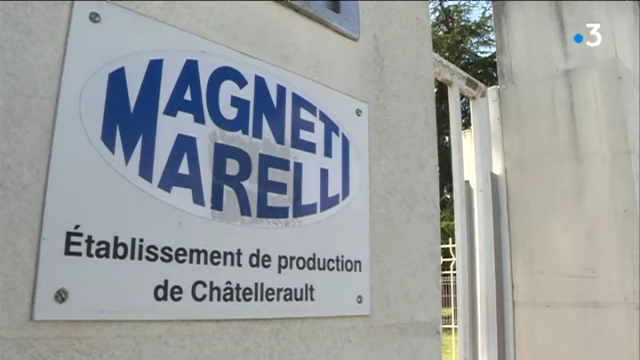 MAGNETI
MARELLI
Établissement de production
de Châtellerault
3